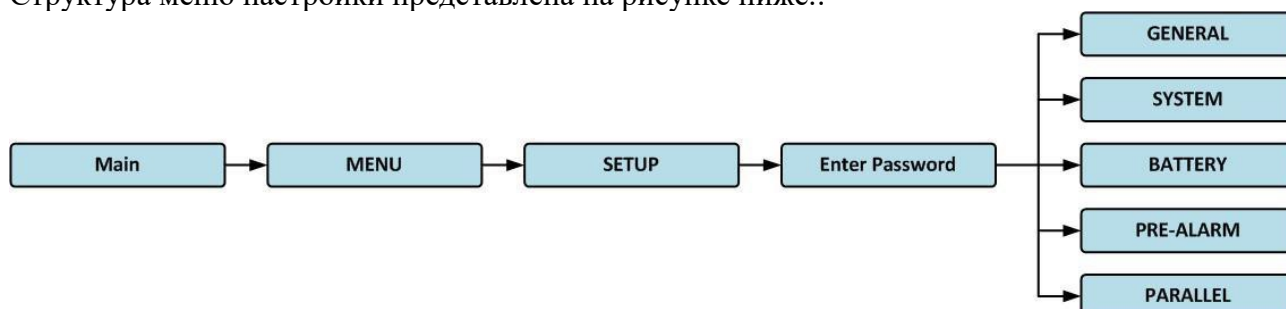 Структура меню настройки представлена на рисунке ниже..
GENERAL
SYSTEM
Main
MENU
SETUP
Enter Password
BATTERY
PRE-ALARM
PARALLEL